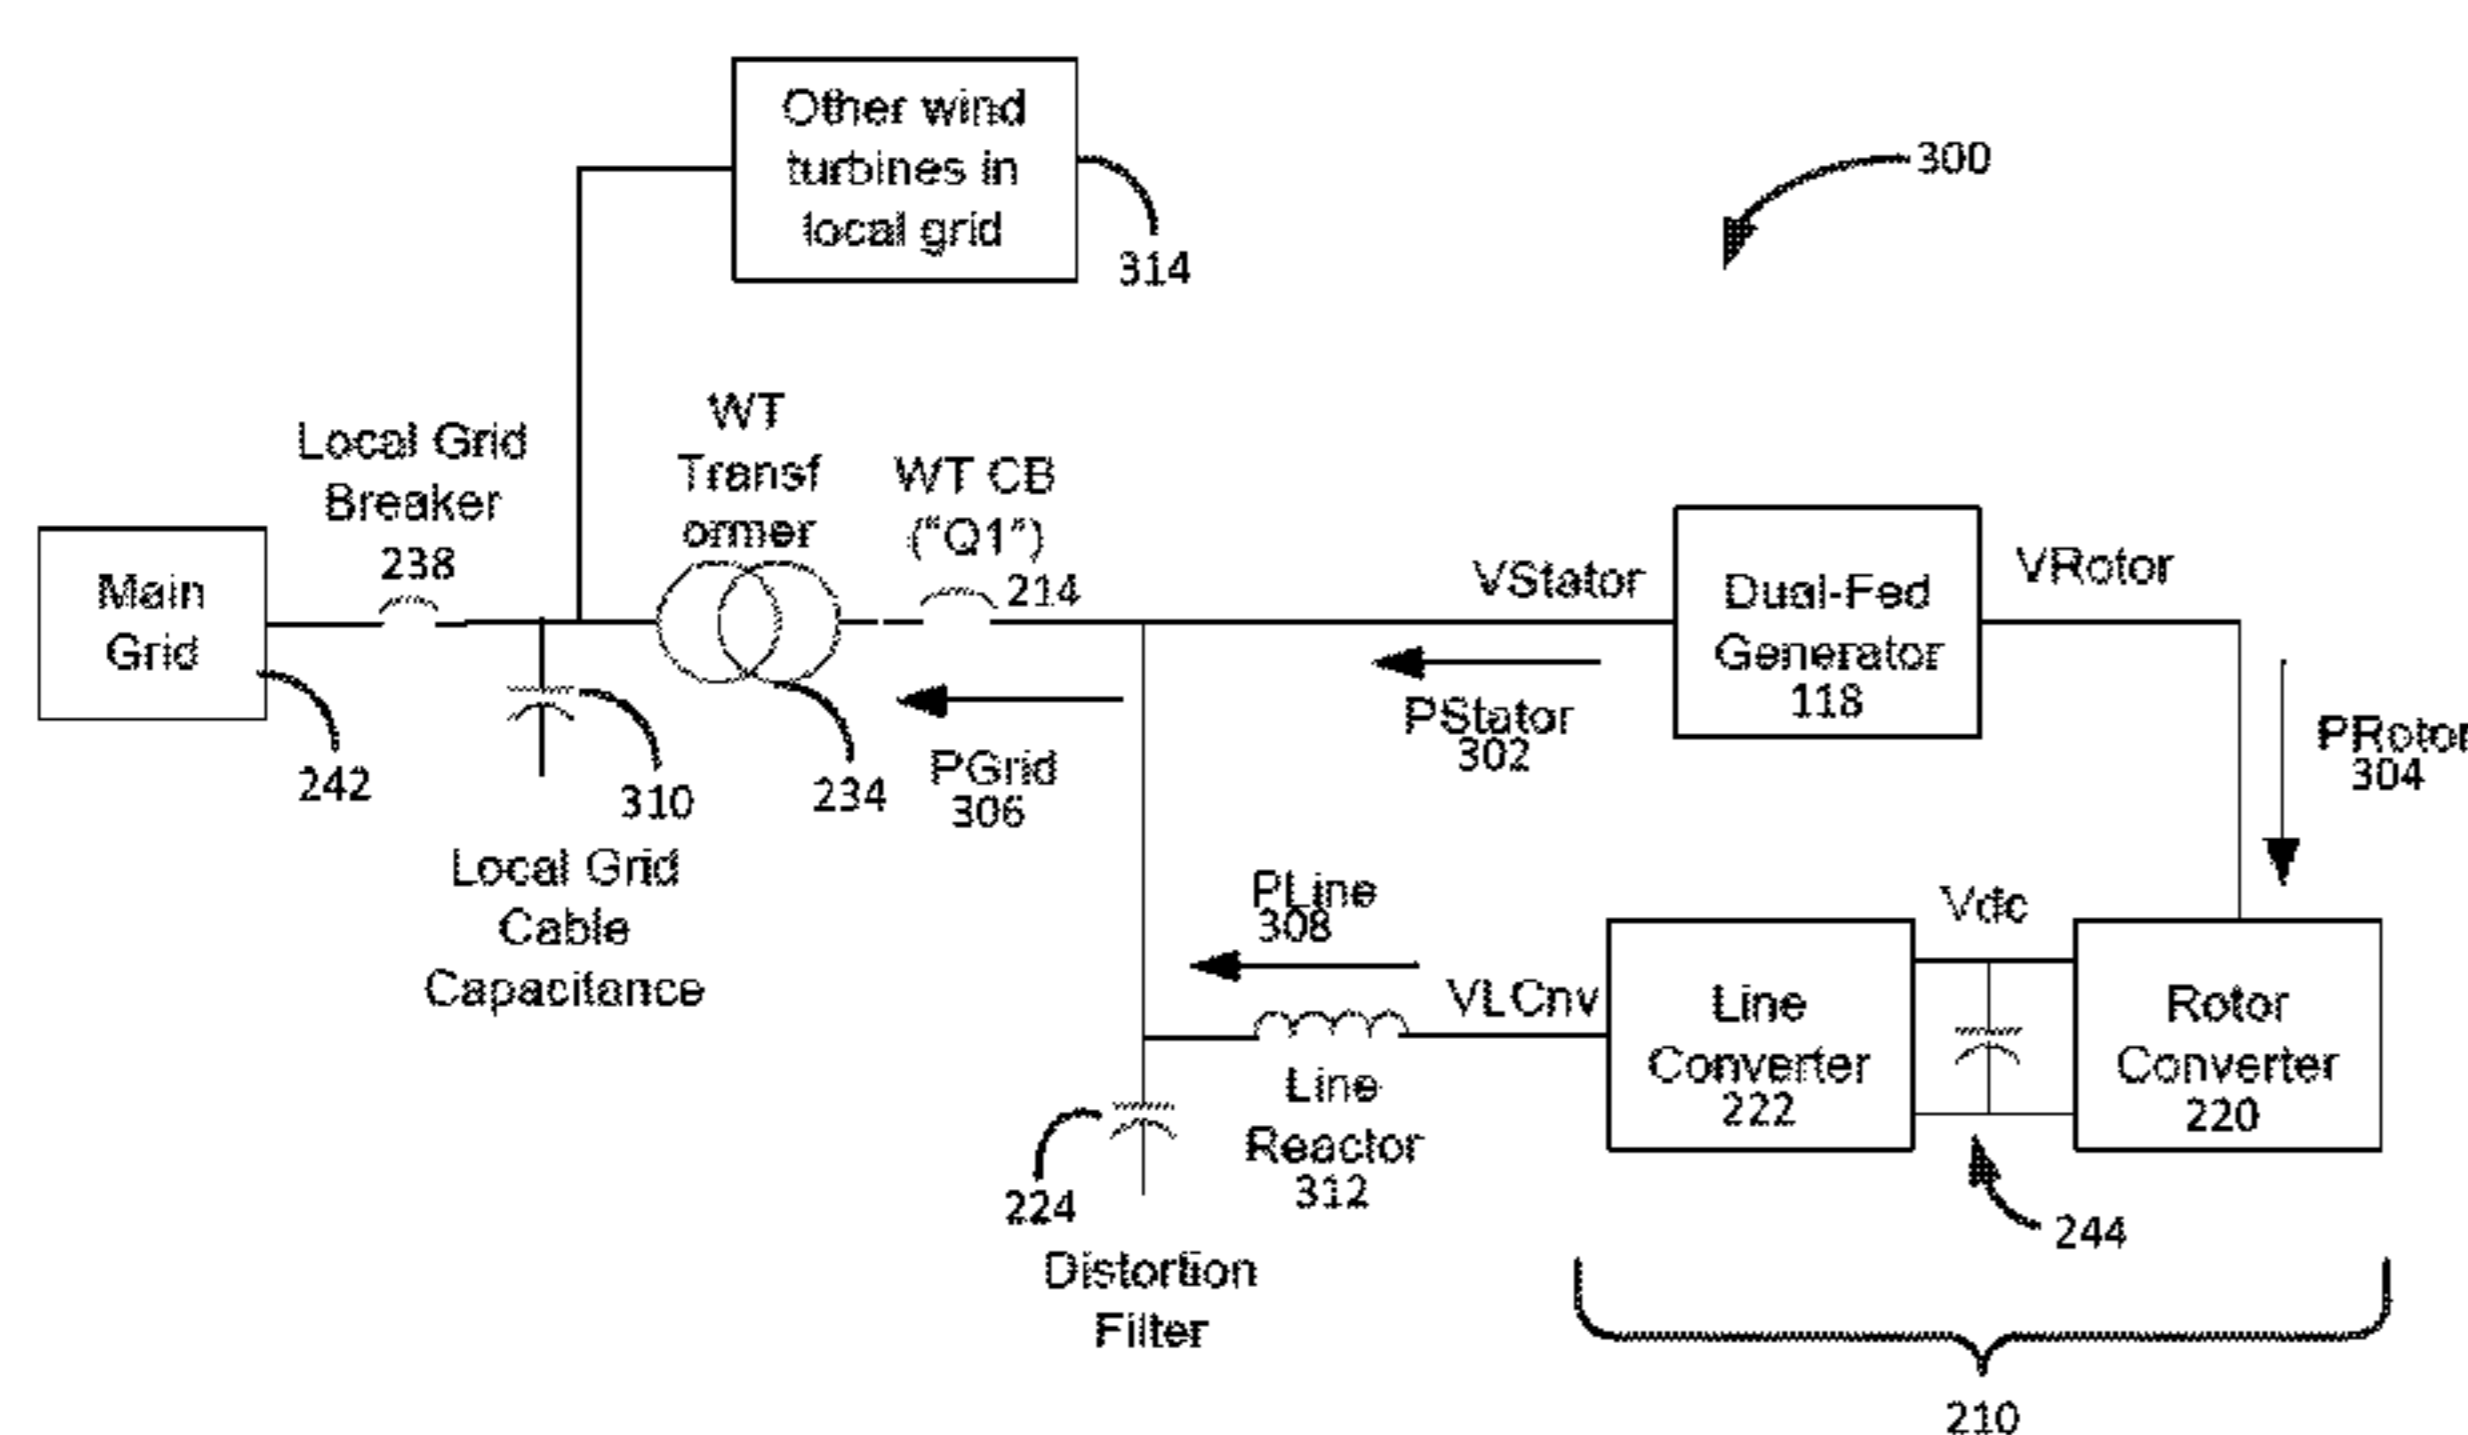 Other wind
turbines in
local grid
314
300
Local Grid
Breaker
238
WT
Transf
ormer
WT CB
("Q1")
214
Main
Grid
242
310
234
Local Grid
Cable
Capacitance
PGrid
306
VStator
PStator
302
Dual-Fed
Generator
118
VRotor
PRotor
304
PLine
308
VLCnv
Line
Reactor
312
224
Distortion
Filter
Line
Converter
222
Vdc
Rotor
Converter
220
244
210